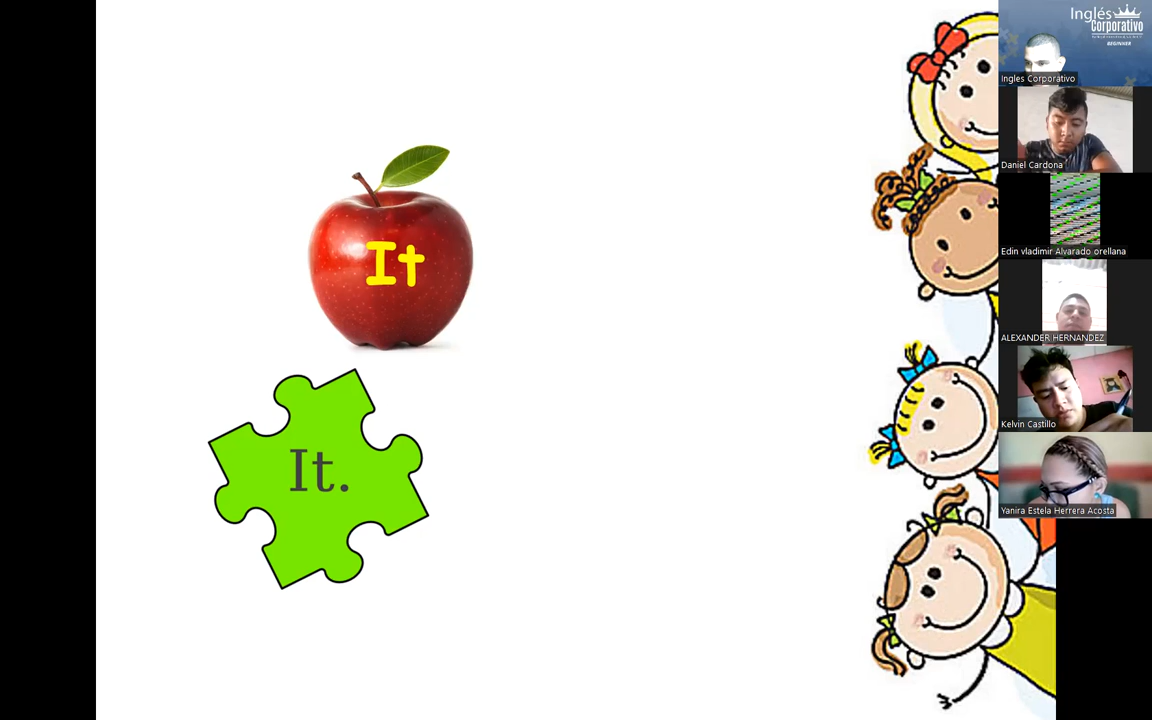 It
It.
Inglés
Corporativo
BEGINNER
Ingles Corporativo
Daniel Cardona
Edin vladimir Alvarado orellana
ALEXANDER HERNANDEZ
Kelvin Castillo
Yanira Estela Herrera Acosta